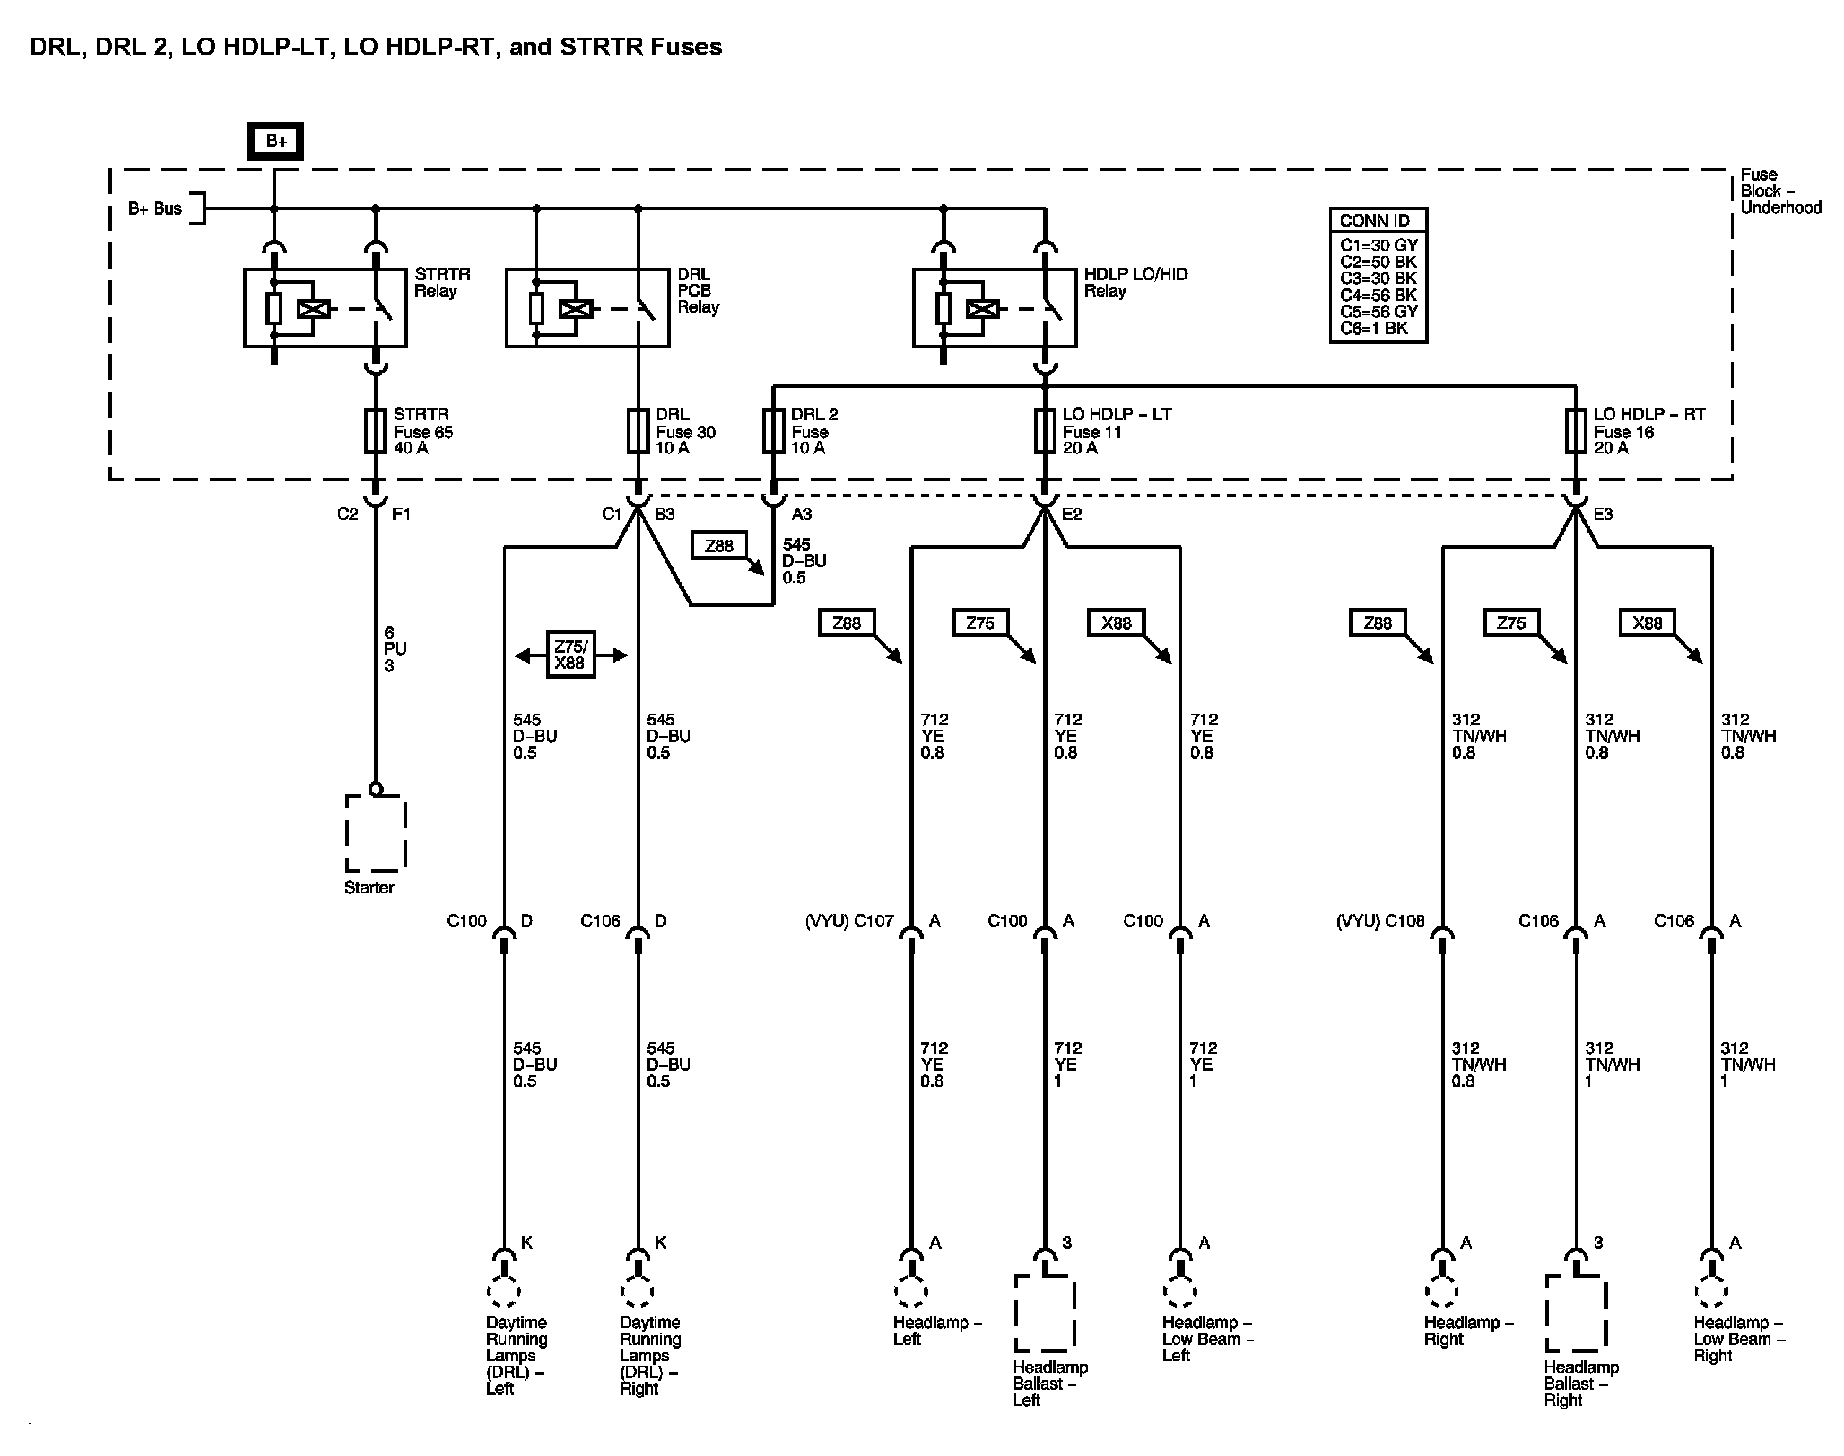 DRL, DRL 2, LO HDLP-LT, LO HDLP-RT, and STRTR Fuses
B+
B+ Bus
Fuse
Block –
Underhood
CONN ID
C1=30 GY
C2=50 BK
C3=30 BK
C4=56 BK
C5=56 GY
C6=1 BK
STRTR
Relay
DRL
PCB
Relay
HDLP LO/HID
Relay
STRTR
Fuse 65
40 A
DRL
Fuse 30
10 A
DRL 2
Fuse
10 A
LO HDLP – LT
Fuse 11
20 A
LO HDLP – RT
Fuse 16
20 A
C2 F1
C1 B3
A3
E2
E3
Z88
545
D–BU
0.5
6
PU
3
Z75/
X88
Z88
Z75
X88
Z88
Z75
X88
545
D–BU
0.5
545
D–BU
0.5
712
YE
0.8
712
YE
0.8
712
YE
0.8
312
TN/WH
0.8
312
TN/WH
0.8
312
TN/WH
0.8
Starter
C100 D
C106 D
(VYU) C107 A
C100 A
C100 A
(VYU) C108 A
C106 A
C106 A
545
D–BU
0.5
545
D–BU
0.5
712
YE
0.8
712
YE
1
712
YE
1
312
TN/WH
0.8
312
TN/WH
1
312
TN/WH
1
K
K
A
3
A
A
3
A
Daytime
Running
Lamps
(DRL) –
Left
Daytime
Running
Lamps
(DRL) –
Right
Headlamp –
Left
Headlamp
Ballast –
Left
Headlamp –
Low Beam –
Left
Headlamp –
Right
Headlamp
Ballast –
Right
Headlamp –
Low Beam –
Right